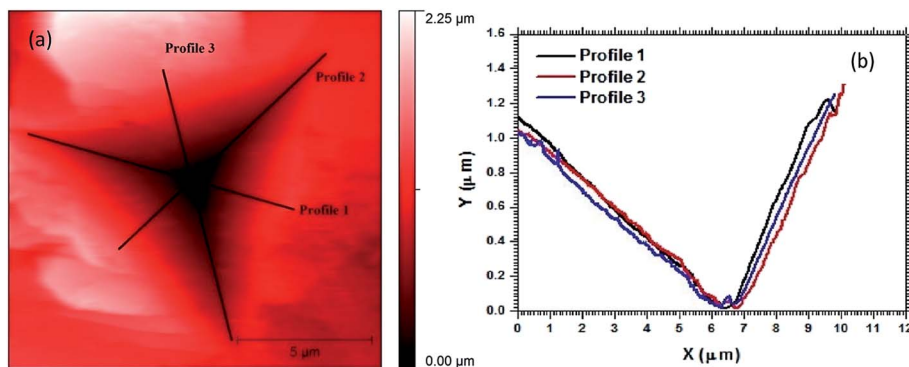 (a)
Profile 3
Profile 2
Profile 1
5 μm
2.25 μm
0.00 μm
(b)
Profile 1
Profile 2
Profile 3
Y (μm)
1.6
1.4
1.2
1.0
0.8
0.6
0.4
0.2
0.0
0 1 2 3 4 5 6 7 8 9 10 11 12
X (μm)